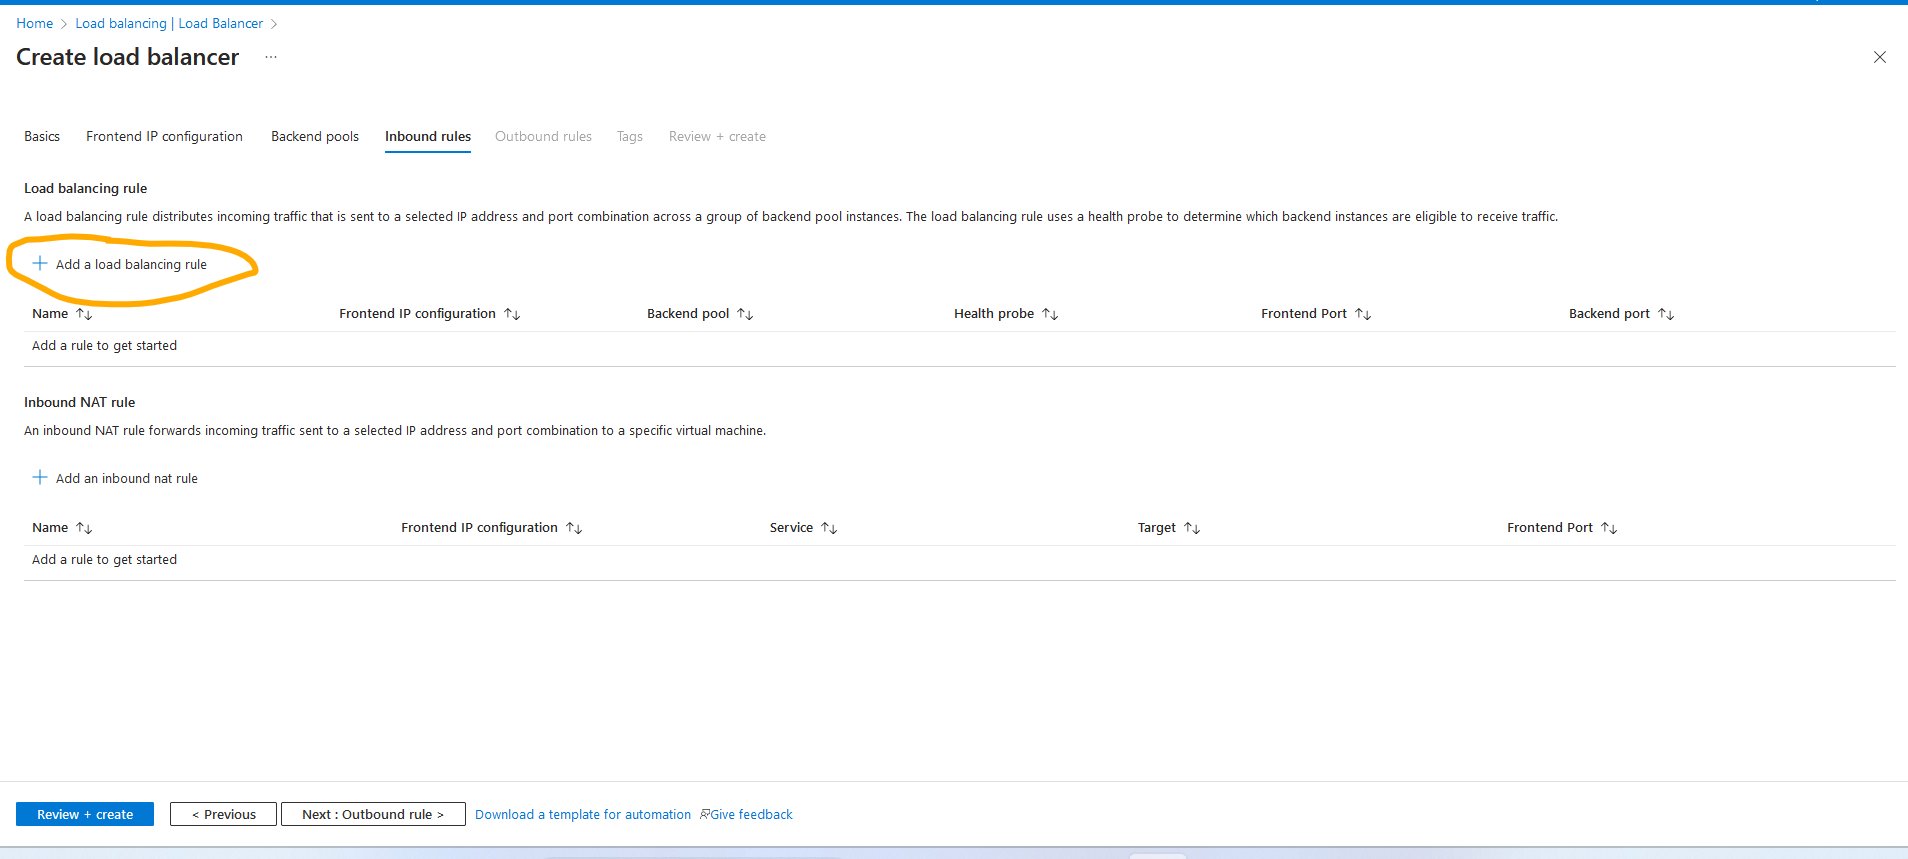 Home > Load balancing | Load Balancer >
Create load balancer ...
Basics Frontend IP configuration Backend pools Inbound rules Outbound rules Tags Review + create
Load balancing rule
A load balancing rule distributes incoming traffic that is sent to a selected IP address and port combination across a group of backend pool instances. The load balancing rule uses a health probe to determine which backend instances are eligible to receive traffic.
+ Add a load balancing rule
Name ↑↓ Frontend IP configuration ↑↓ Backend pool ↑↓ Health probe ↑↓ Frontend Port ↑↓ Backend port ↑↓
Add a rule to get started
Inbound NAT rule
An inbound NAT rule forwards incoming traffic sent to a selected IP address and port combination to a specific virtual machine.
+ Add an inbound nat rule
Name ↑↓ Frontend IP configuration ↑↓ Service ↑↓ Target ↑↓ Frontend Port ↑↓
Add a rule to get started
Review + create < Previous Next : Outbound rule > Download a template for automation Give feedback